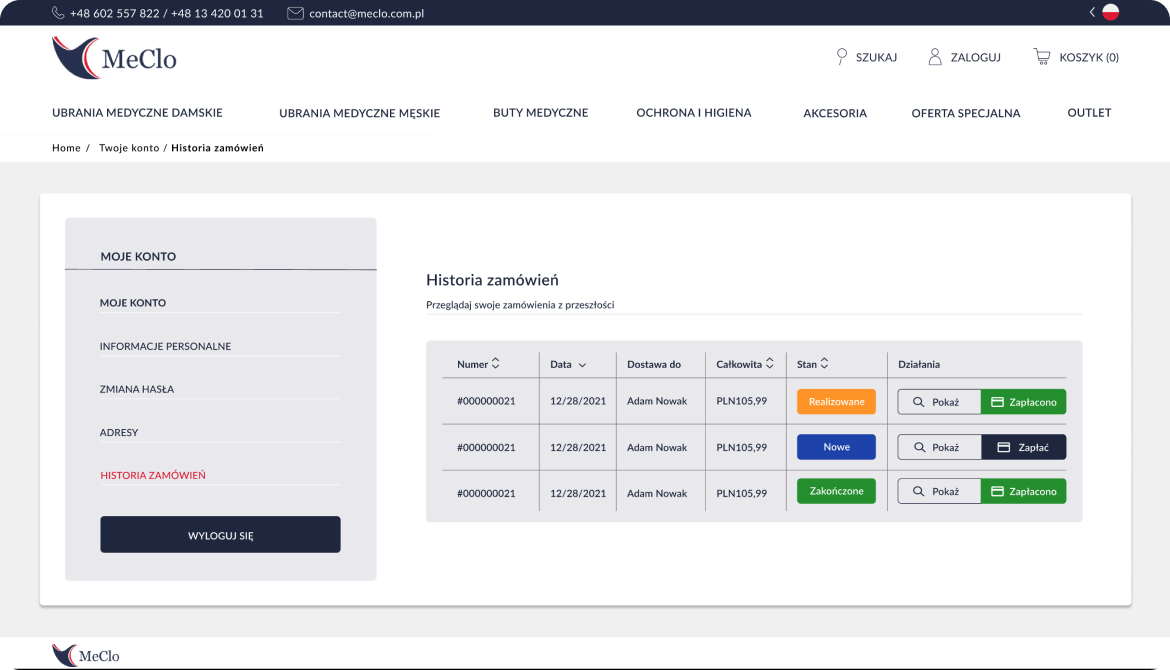 +48 602 557 822 / +48 13 420 01 31 contact@meclo.com.pl
MeClo
SZUKAJ ZALOGUJ KOSZYK (0)
UBRANIA MEDYCZNE DAMSKIE UBRANIA MEDYCZNE MĘSKIE BUTY MEDYCZNE OCHRONA I HIGIENA AKCESORIA OFERTA SPECJALNA OUTLET
Home / Twoje konto / Historia zamówień
MOJE KONTO
MOJE KONTO
INFORMACJE PERSONALNE
ZMIANA HASŁA
ADRESY
HISTORIA ZAMÓWIEŃ
WYLOGUJ SIĘ
Historia zamówień
Przeglądaj swoje zamówienia z przeszłości
Numer Data Dostawa do Całkowita Stan Działania
#000000021 12/28/2021 Adam Nowak PLN105,99 Realizowane Pokaż Zapłacono
#000000021 12/28/2021 Adam Nowak PLN105,99 Nowe Pokaż Zapłać
#000000021 12/28/2021 Adam Nowak PLN105,99 Zakończone Pokaż Zapłacono
MeClo